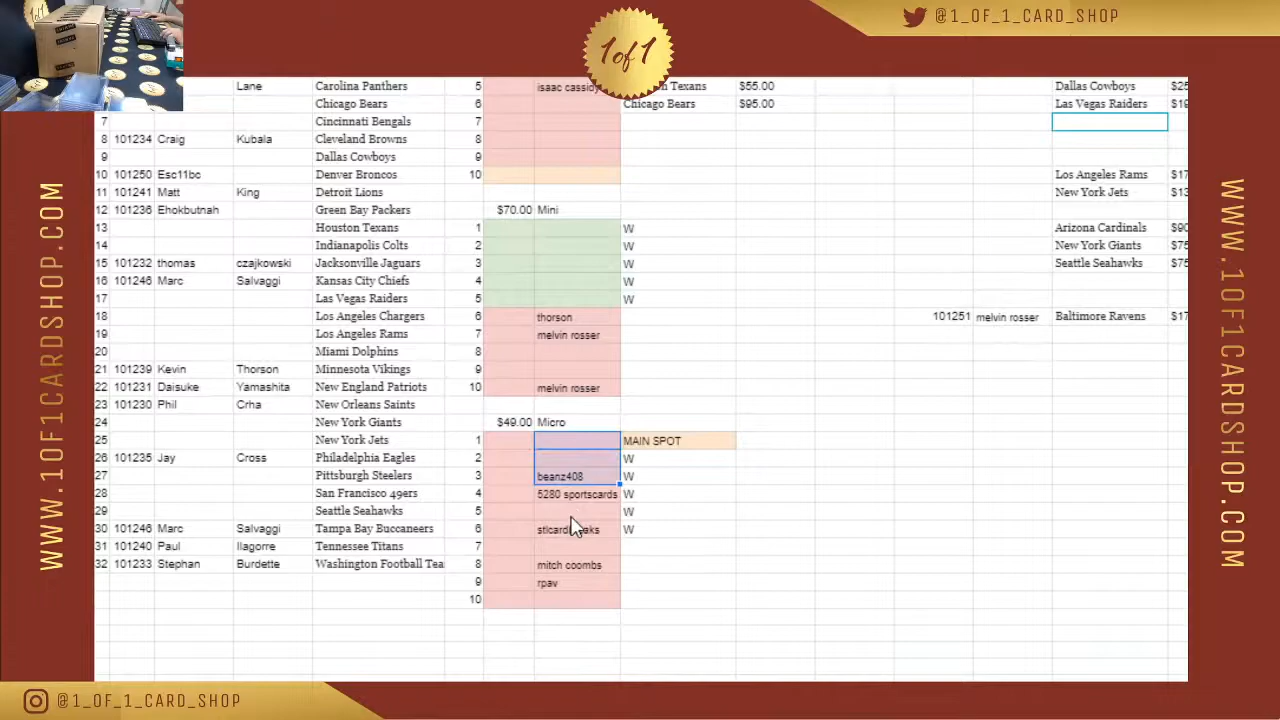 @1_OF_1_CARD_SHOP
1of1
WWW.1OF1CARDSHOP.COM
WWW.1OF1CARDSHOP.COM
Lane Carolina Panthers 5 isaac cassidy Texans $55.00 Dallas Cowboys
Chicago Bears 6 Chicago Bears $95.00 Las Vegas Raiders
7 Cincinnati Bengals 7
8 101234 Craig Kubala Cleveland Browns 8
9 Dallas Cowboys 9
10 101250 Esc11bc Denver Broncos 10 Los Angeles Rams
11 101241 Matt King Detroit Lions New York Jets
12 101236 Ehokbutnah Green Bay Packers $70.00 Mini
13 Houston Texans 1 W Arizona Cardinals
14 Indianapolis Colts 2 W New York Giants
15 101232 thomas czajkowski Jacksonville Jaguars 3 W Seattle Seahawks
16 101246 Marc Salvaggi Kansas City Chiefs 4 W
17 Las Vegas Raiders 5 W
18 Los Angeles Chargers 6 thorson 101251 melvin rosser Baltimore Ravens
19 Los Angeles Rams 7 melvin rosser
20 Miami Dolphins 8
21 101239 Kevin Thorson Minnesota Vikings 9
22 101231 Daisuke Yamashita New England Patriots 10 melvin rosser
23 101230 Phil Crha New Orleans Saints
24 New York Giants $49.00 Micro
25 New York Jets 1 MAIN SPOT
26 101235 Jay Cross Philadelphia Eagles 2 W
27 Pittsburgh Steelers 3 beanz408 W
28 San Francisco 49ers 4 5280 sportscards W
29 Seattle Seahawks 5 W
30 101246 Marc Salvaggi Tampa Bay Buccaneers 6 W
31 101240 Paul Ilagorre Tennessee Titans 7
32 101233 Stephan Burdette Washington Football Tea 8 mitch coombs
9 rpav
10
@1_OF_1_CARD_SHOP